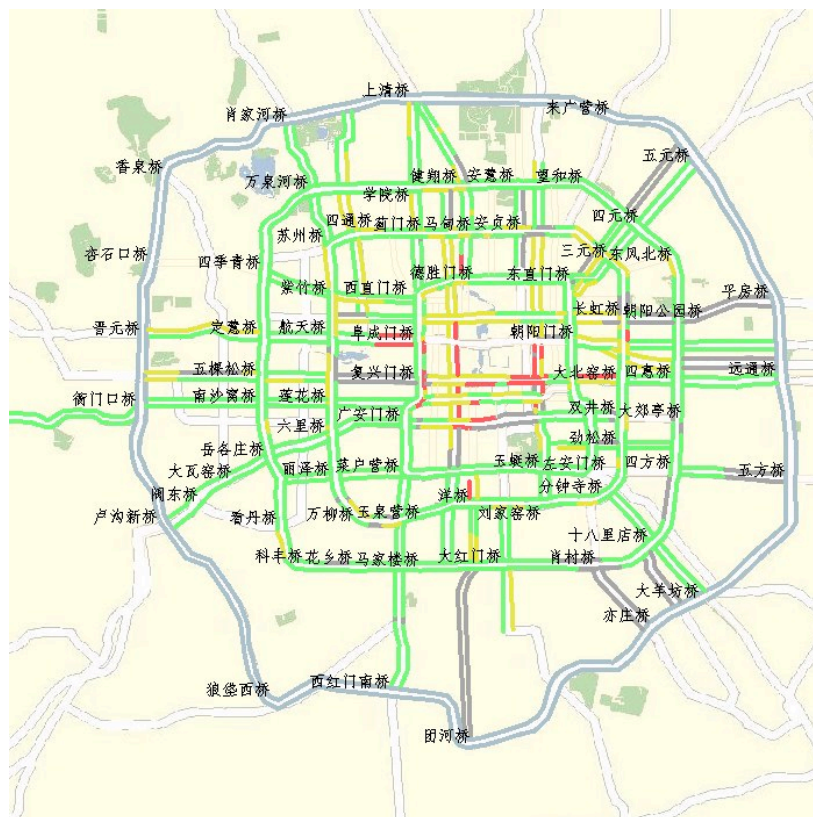 上清桥
来广营桥
肖家河桥
五元桥
香泉桥
健翔桥
安慧桥
望和桥
万泉河桥
学院桥
四通桥
蓟门桥
马甸桥
安贞桥
四元桥
苏州桥
三元桥
东风北桥
杏石口桥
四季青桥
德胜门桥
东直门桥
紫竹桥
西直门桥
平房桥
长虹桥
朝阳公园桥
晋元桥
定慧桥
航天桥
阜成门桥
朝阳门桥
五棵松桥
复兴门桥
大北窑桥
四惠桥
远通桥
衙门口桥
南沙窝桥
莲花桥
广安门桥
双井桥
大郊亭桥
六里桥
劲松桥
岳各庄桥
大瓦窑桥
丽泽桥
菜户营桥
玉蜓桥
左安门桥
四方桥
五方桥
阅东桥
洋桥
分钟寺桥
卢沟新桥
看丹桥
万柳桥
玉泉营桥
刘家窑桥
十八里店桥
科丰桥
花乡桥
马家楼桥
大红门桥
肖村桥
大羊坊桥
亦庄桥
狼垡西桥
西红门南桥
团河桥